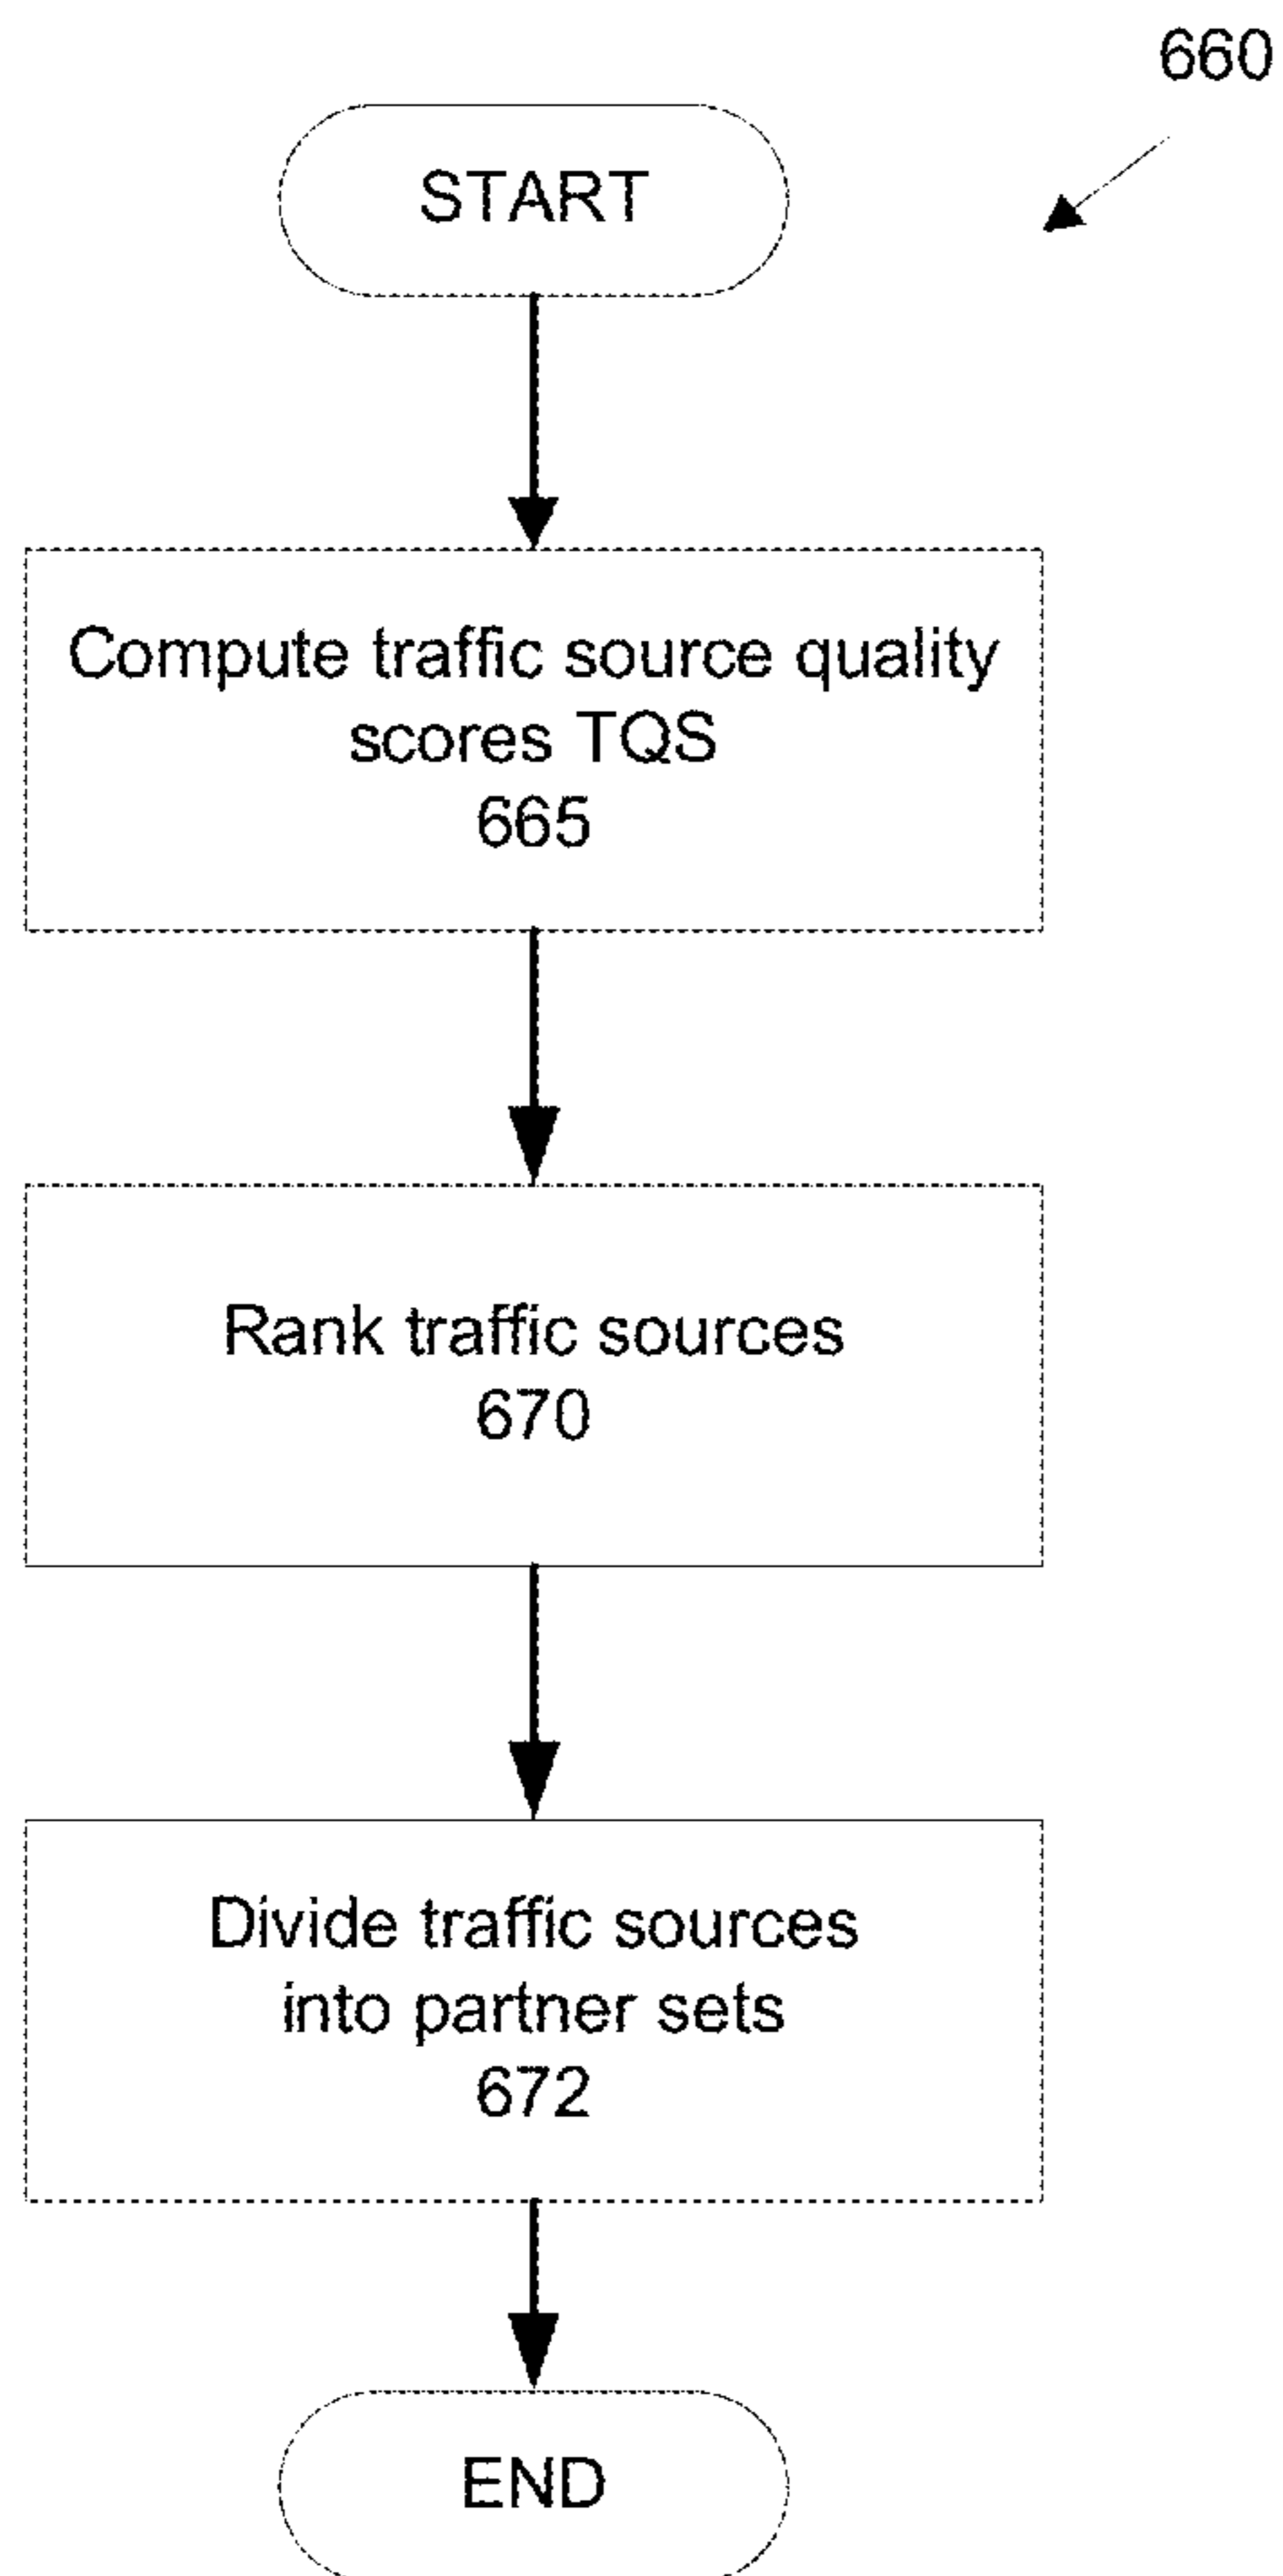 660
START
Compute traffic source quality
scores TQS
665
Rank traffic sources
670
Divide traffic sources
into partner sets
672
END